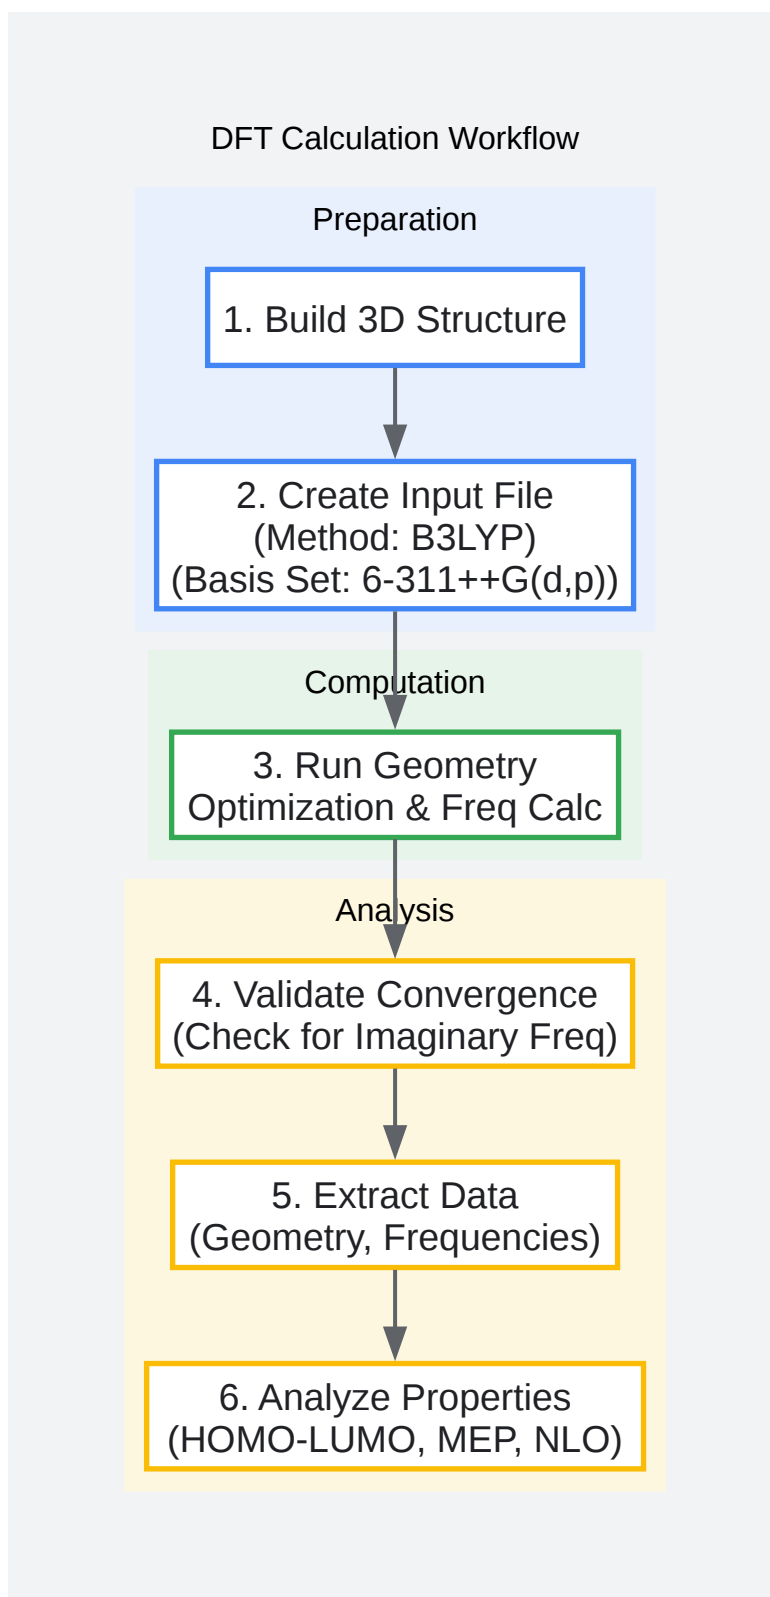 DFT Calculation Workflow
Preparation
1. Build 3D Structure
2. Create Input File
(Method: B3LYP)
(Basis Set: 6-311++G(d,p))
Computation
3. Run Geometry
Optimization & Freq Calc
Analysis
4. Validate Convergence
(Check for Imaginary Freq)
5. Extract Data
(Geometry, Frequencies)
6. Analyze Properties
(HOMO-LUMO, MEP, NLO)